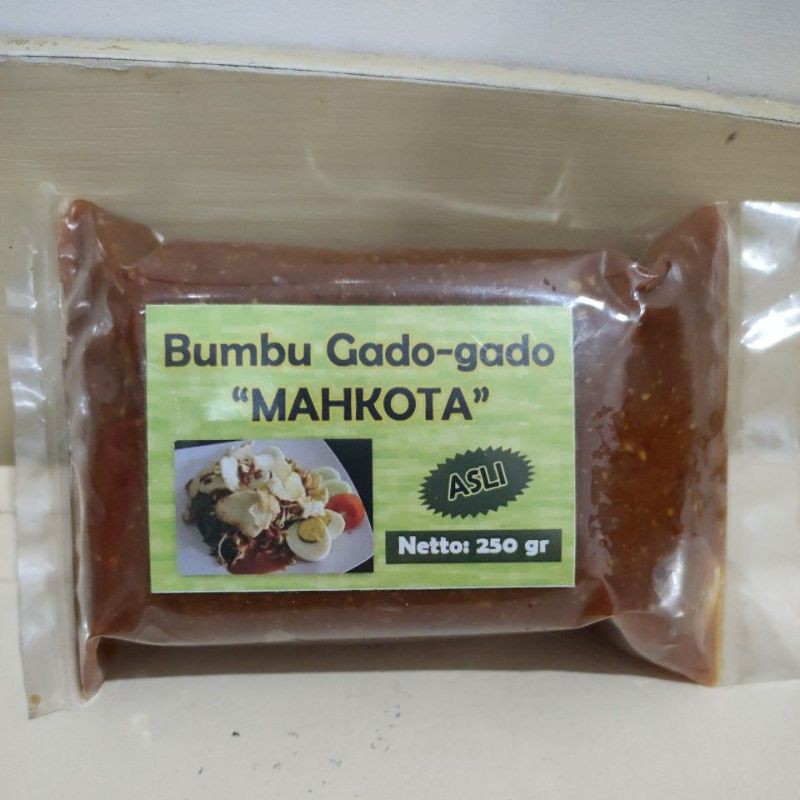 Bumbu Gado-gado
“MAHKOTA”
ASLI
Netto: 250 gr